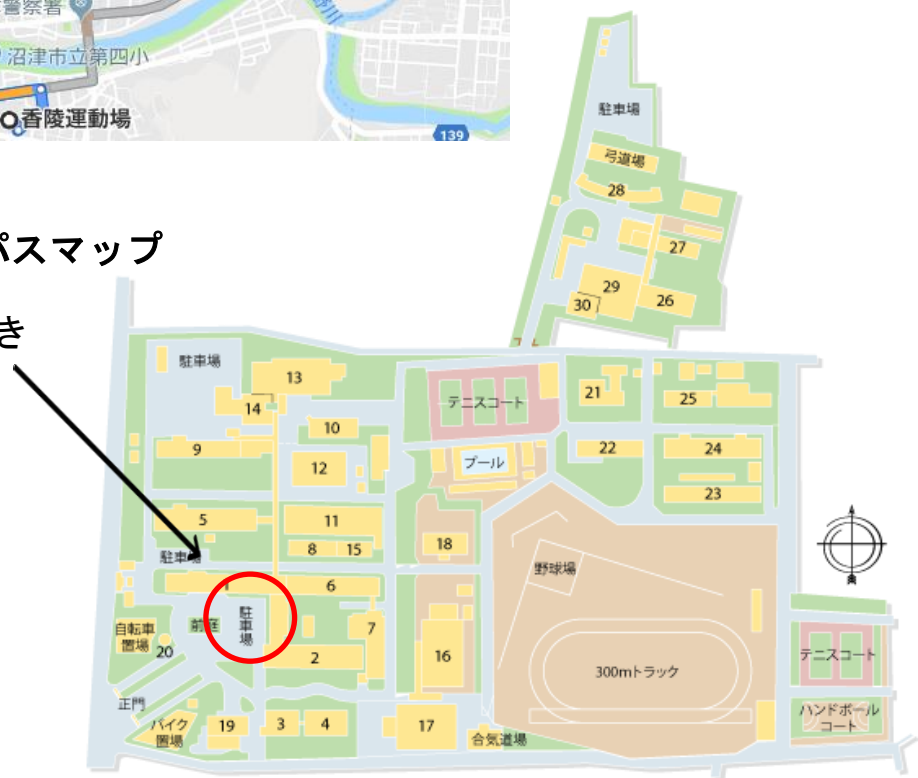 警察署
沼津市立第四小
香陵運動場
139
パスマップ
き
駐車場
弓道場
28
27
29
26
30
駐車場
13
14
10
9
12
テニスコート
プール
21
25
22
24
23
5
11
8
15
18
駐車場
6
野球場
前庭
駐車場
7
自転車
置場
20
2
16
300mトラック
テニスコート
正門
バイク
置場
19
3
4
17
合気道場
ハンドボール
コート